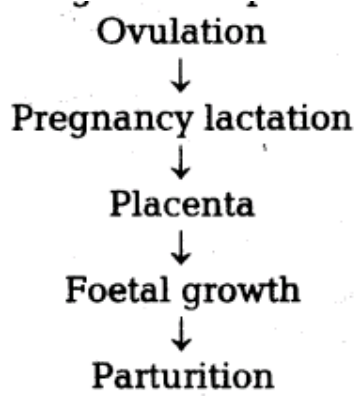 Ovulation
↓
Pregnancy lactation
↓
Placenta
↓
Foetal growth
↓
Parturition